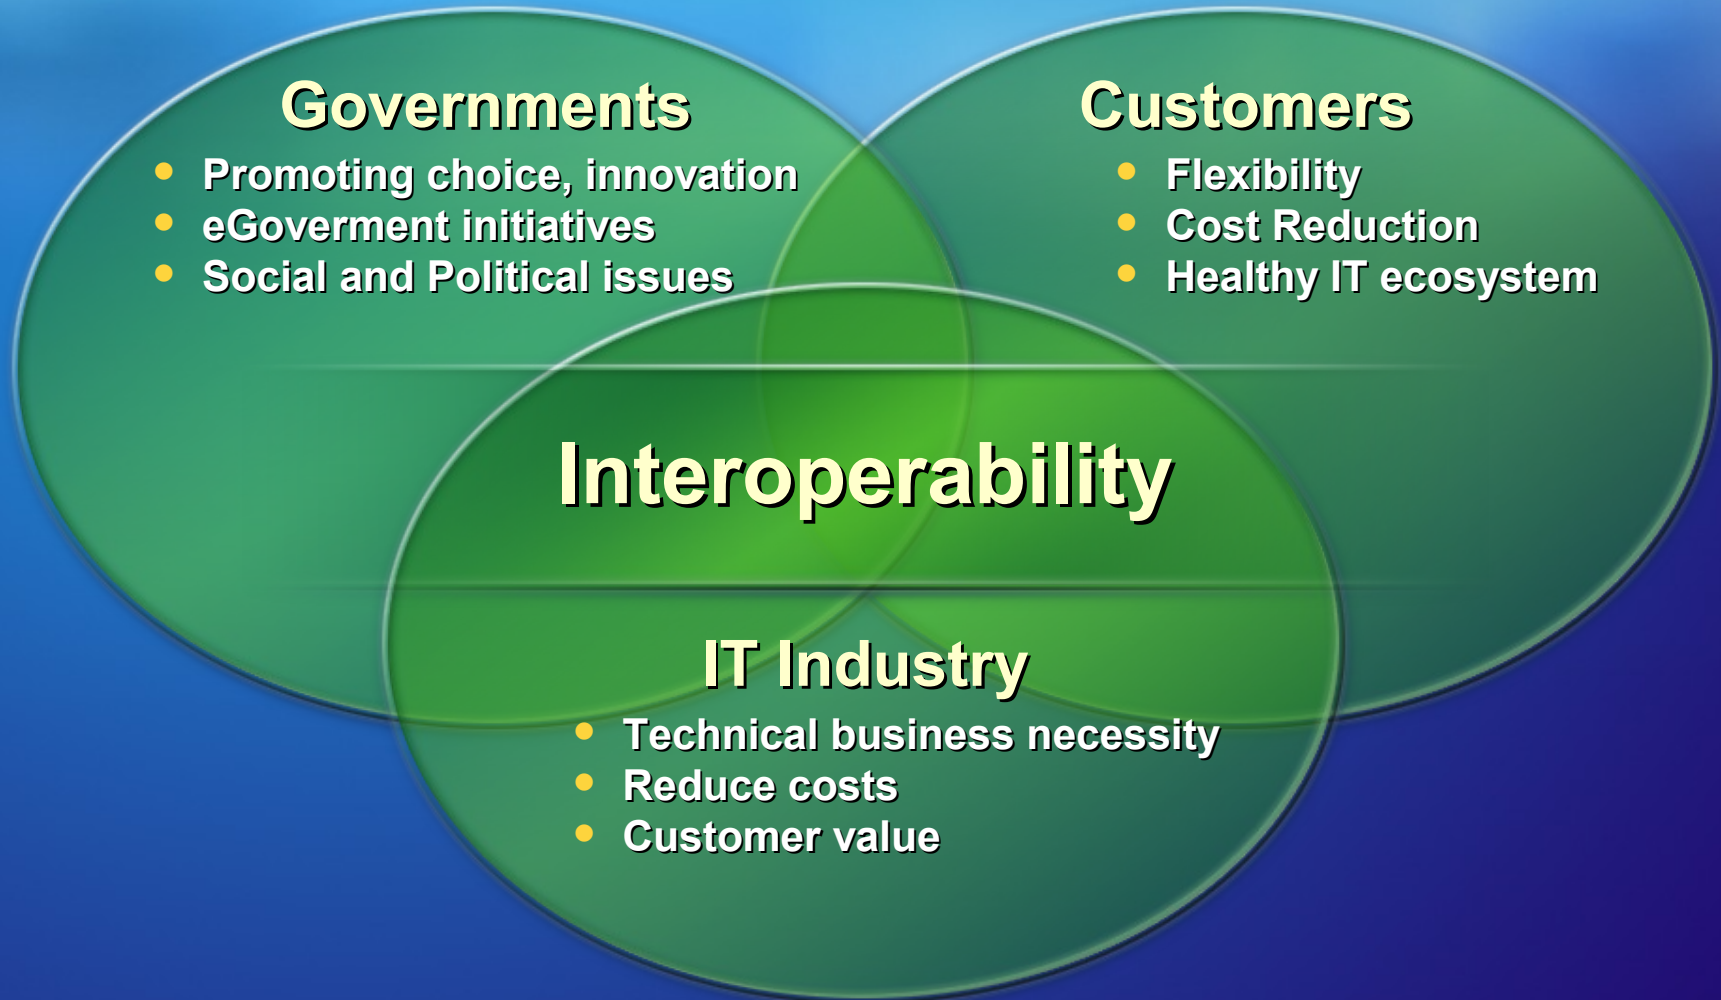 Governments
Promoting choice, innovation
eGoverment initiatives
Social and Political issues
Customers
Flexibility
Cost Reduction
Healthy IT ecosystem
Interoperability
IT Industry
Technical business necessity
Reduce costs
Customer value